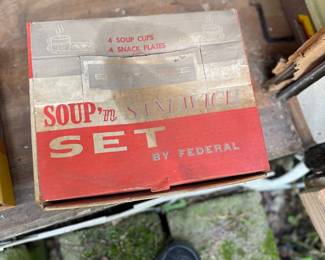 4 SOUP CUPS
4 SNACK PLATES
SOUP 'n SANDWICH
SET
BY FEDERAL